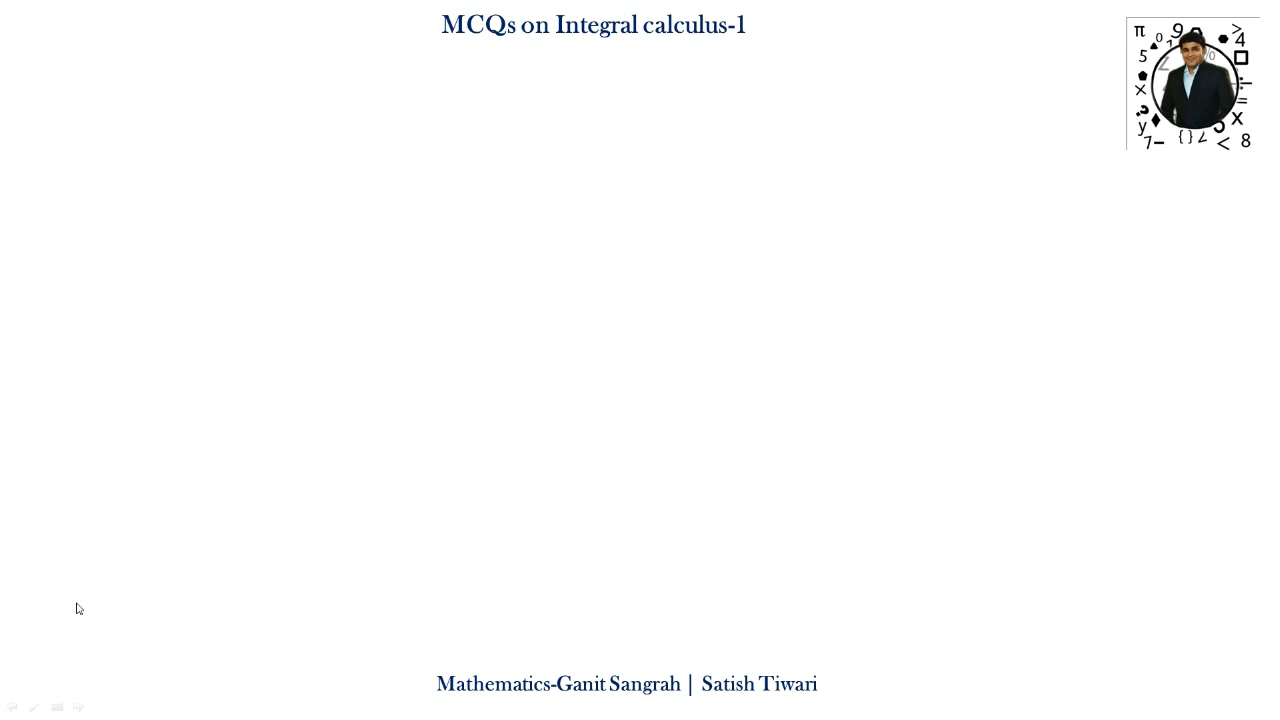 MCQs on Integral calculus-1
Mathematics-Ganit Sangrah | Satish Tiwari